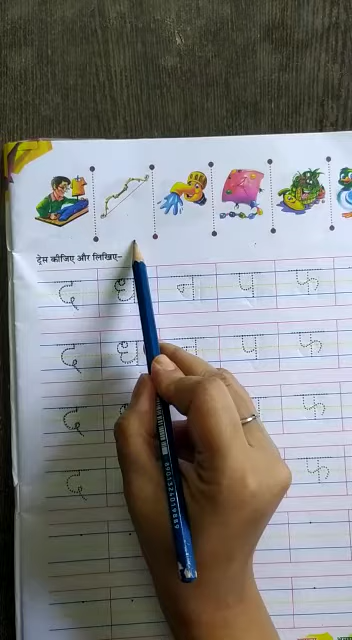 ट्रेस कीजिए और लिखिए-
द ध न प फ
द ध न प फ
द प फ
द फ